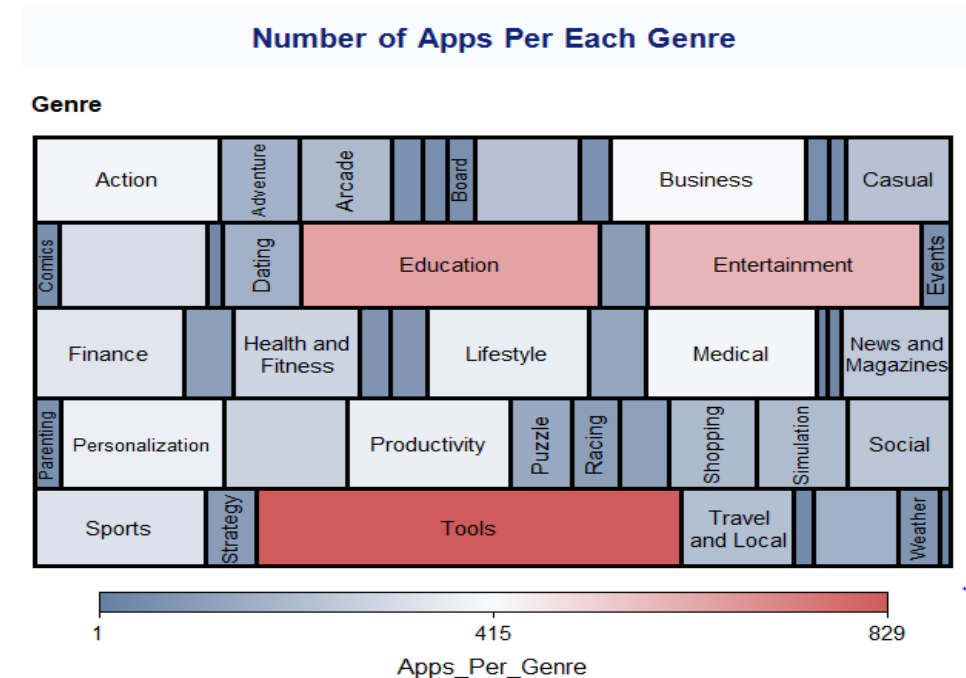 Number of Apps Per Each Genre
Genre
Action
Adventure
Arcade
Board
Business
Casual
Comics
Dating
Education
Entertainment
Events
Finance
Health and
Fitness
Lifestyle
Medical
News and
Magazines
Parenting
Personalization
Productivity
Puzzle
Racing
Shopping
Simulation
Social
Sports
Strategy
Tools
Travel
and Local
Weather
1
415
829
Apps_Per_Genre